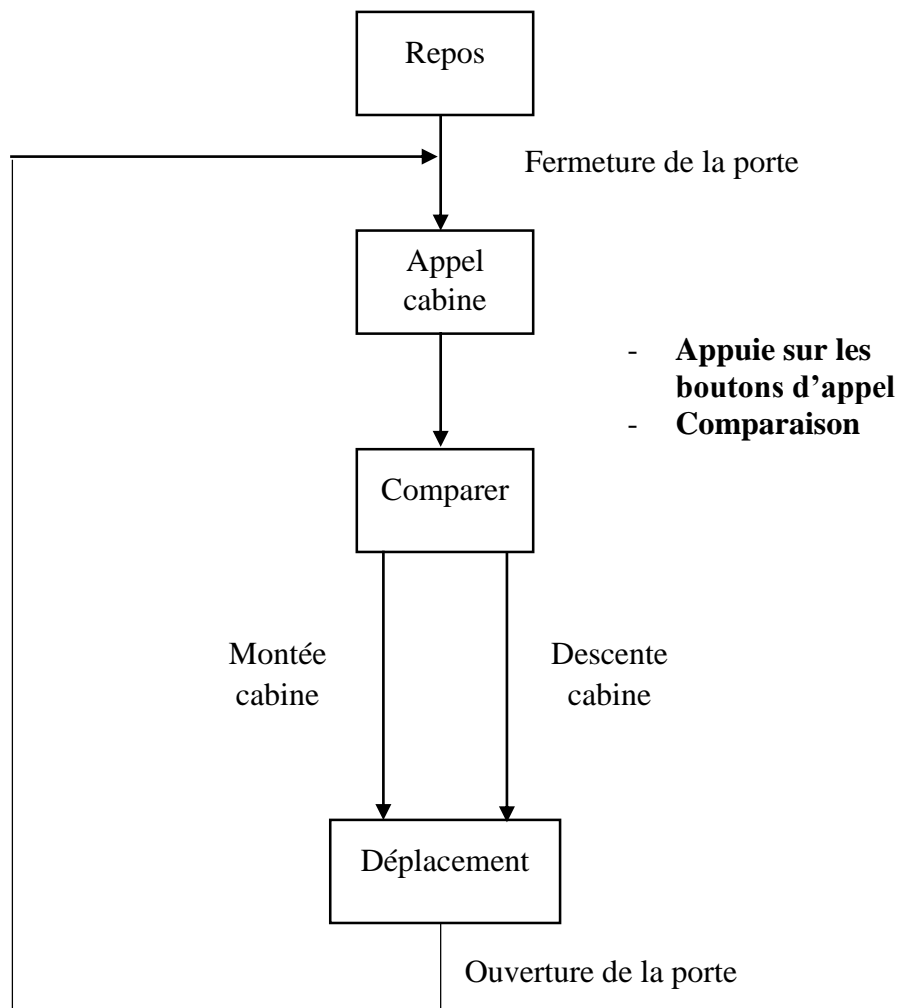 Repos
Fermeture de la porte
Appel
cabine
- Appuie sur les
boutons d’appel
- Comparaison
Comparer
Montée
cabine
Descente
cabine
Déplacement
Ouverture de la porte